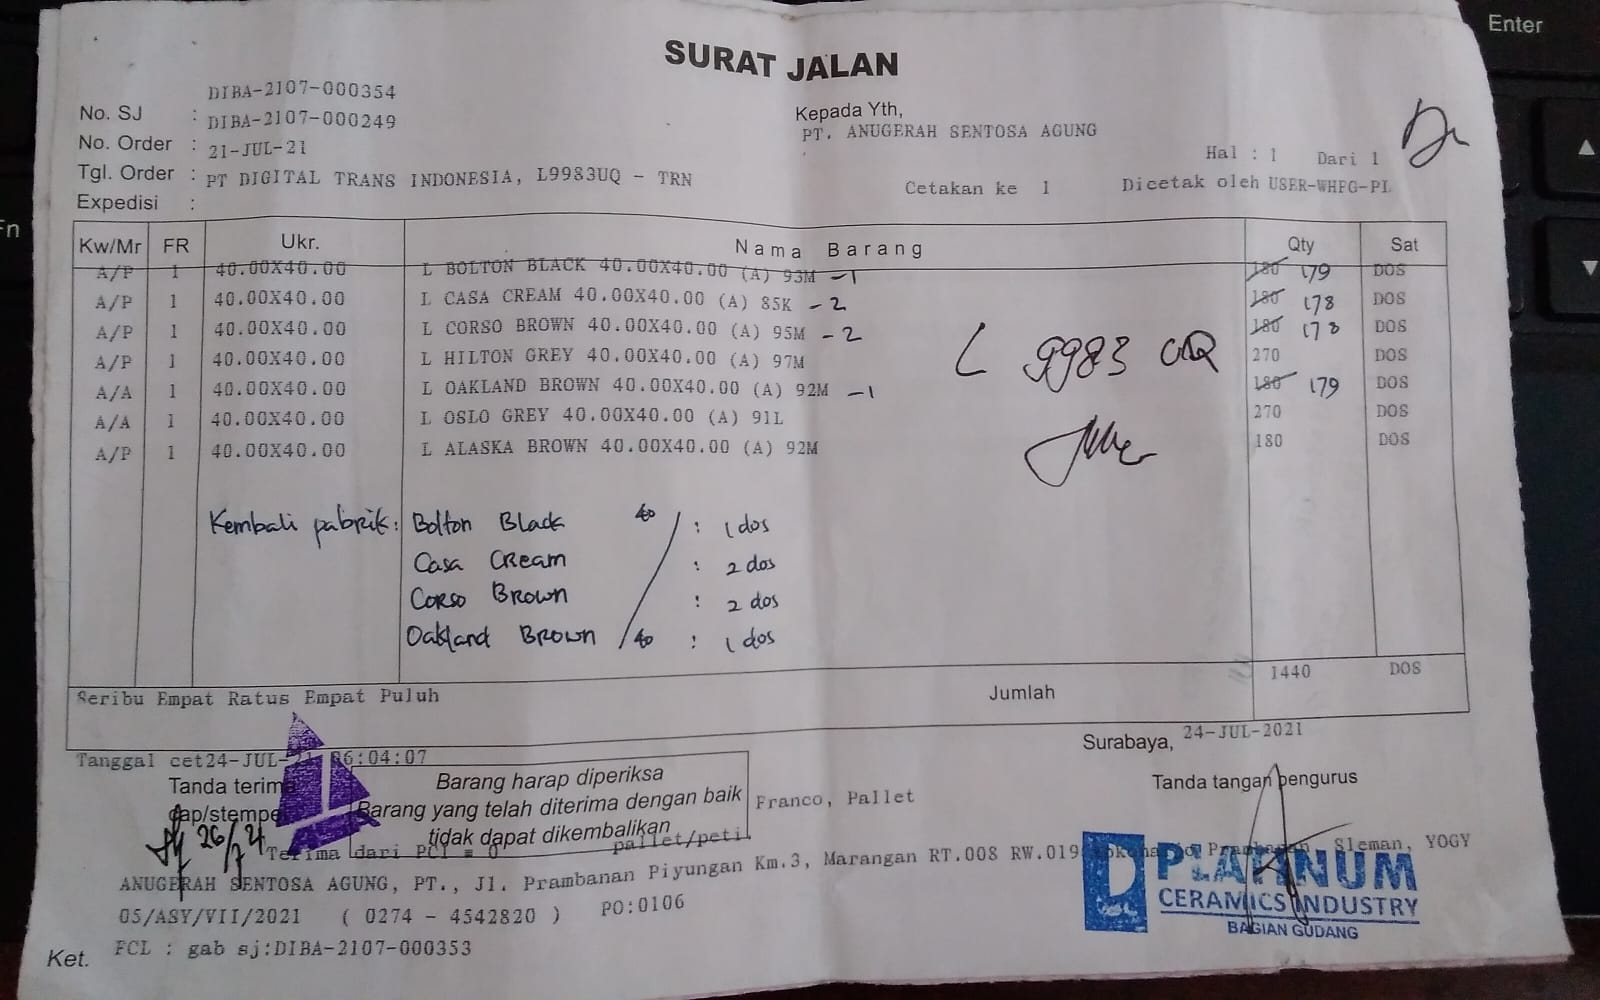 Enter
Fn
SURAT JALAN
No. SJ : DIBA-2107-000354
No. Order : DIBA-2107-000249
Tgl. Order : 21-JUL-21
Expedisi : PT DIGITAL TRANS INDONESIA, L9983UQ - TRN
Kepada Yth,
PT. ANUGERAH SENTOSA AGUNG
Hal : 1 Dari 1
Cetakan ke 1 Dicetak oleh USER-WHFG-PL
Kw/Mr FR Ukr. Nama Barang Qty Sat
A/P 1 40.00X40.00 L BOLTON BLACK 40.00X40.00 (A) 93M -1 180 179 DOS
A/P 1 40.00X40.00 L CASA CREAM 40.00X40.00 (A) 85K -2 180 178 DOS
A/P 1 40.00X40.00 L CORSO BROWN 40.00X40.00 (A) 95M -2 180 178 DOS
A/P 1 40.00X40.00 L HILTON GREY 40.00X40.00 (A) 97M 270 DOS
A/A 1 40.00X40.00 L OAKLAND BROWN 40.00X40.00 (A) 92M -1 180 179 DOS
A/A 1 40.00X40.00 L OSLO GREY 40.00X40.00 (A) 91L 270 DOS
A/P 1 40.00X40.00 L ALASKA BROWN 40.00X40.00 (A) 92M 180 DOS
L 9983 UQ
Kembali pabrik: Bolton Black 40 : 1 dos
Casa Cream : 2 dos
Corso Brown : 2 dos
Oakland Brown /40 : 1 dos
Seribu Empat Ratus Empat Puluh Jumlah 1440 DOS
Surabaya, 24-JUL-2021
Tanggal cet24-JUL-21 06:04:07
Tanda terima
cap/stempel
26/7 21
Barang harap diperiksa
Barang yang telah diterima dengan baik
tidak dapat dikembalikan
Franco, Pallet
Tanda tangan pengurus
Terima dari PCI = 0 pallet/peti.
ANUGERAH SENTOSA AGUNG, PT., Jl. Prambanan Piyungan Km.3, Marangan RT.008 RW.019 Sleman, YOGY
05/ASY/VII/2021 ( 0274 - 4542820 ) PO:0106
Ket. FCL : gab sj:DIBA-2107-000353
PLATINUM
CERAMICS INDUSTRY
BAGIAN GUDANG